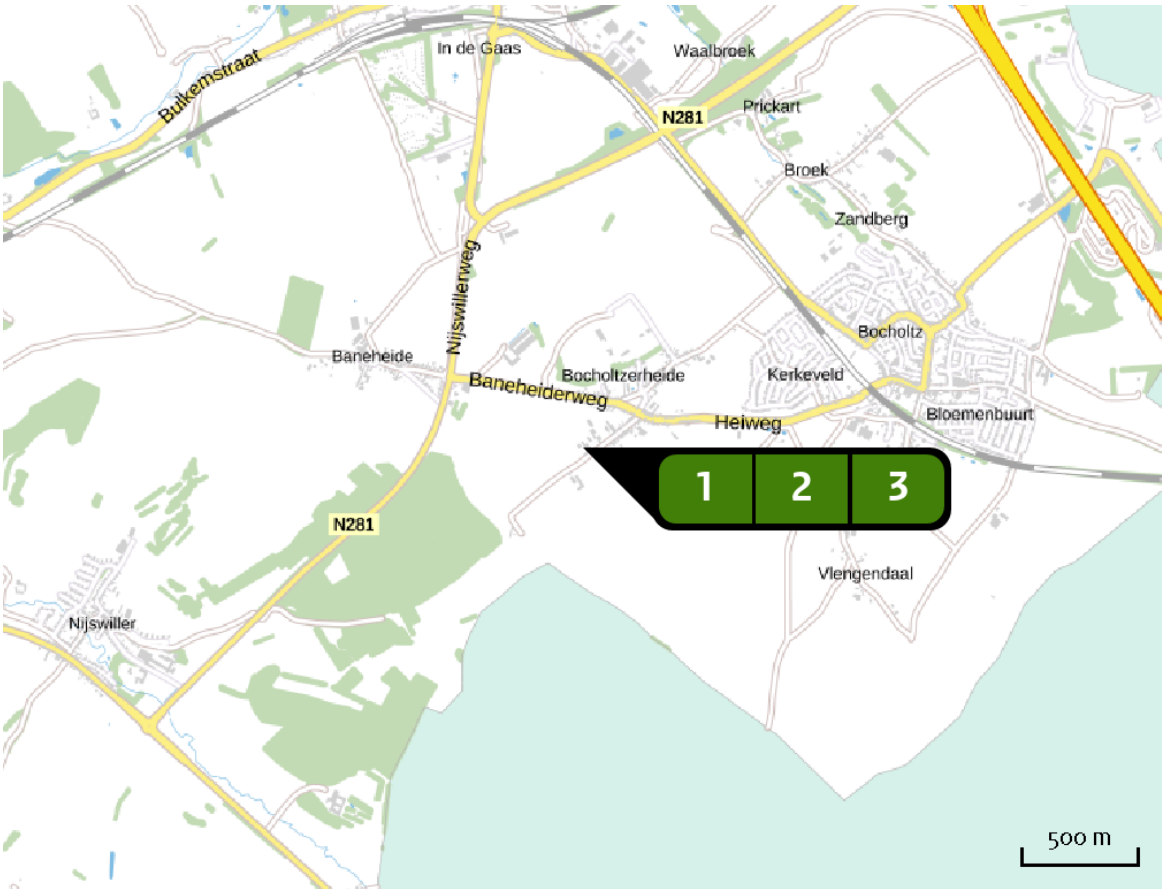 In de Gaas
Waalbroek
Bulkemstraat
Prickart
N281
Broek
Zandberg
Nijswillerweg
Bocholtz
Baneheide
Bocholtzerheide
Kerkeveld
Baneheiderweg
Heiweg
Bloemenbuurt
1 2 3
N281
Vlengendaal
Nijswiller
500 m